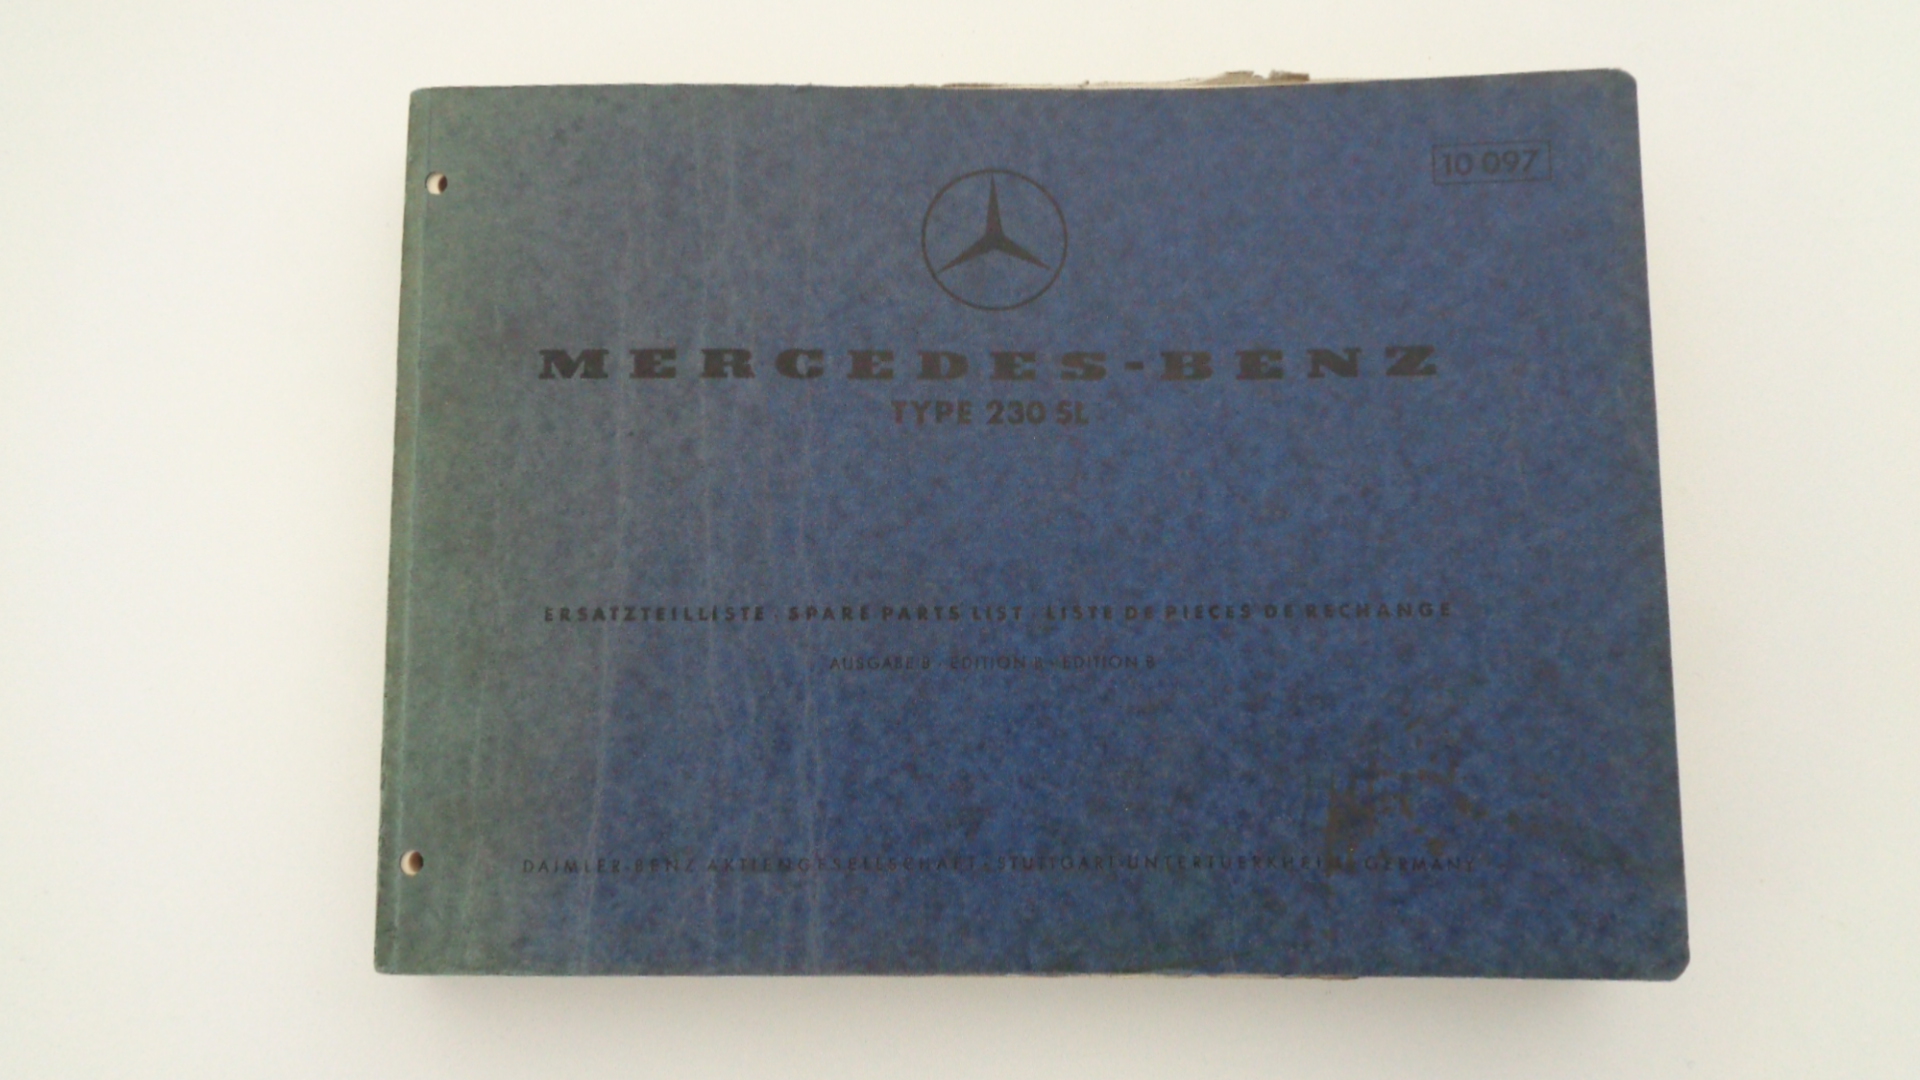 10 097
MERCEDES-BENZ
TYPE 230 SL
ERSATZTEILLISTE · SPARE PARTS LIST · LISTE DE PIECES DE RECHANGE
AUSGABE B · EDITION B · EDITION B
DAIMLER-BENZ AKTIENGESELLSCHAFT · STUTTGART-UNTERTUERKHEIM · GERMANY